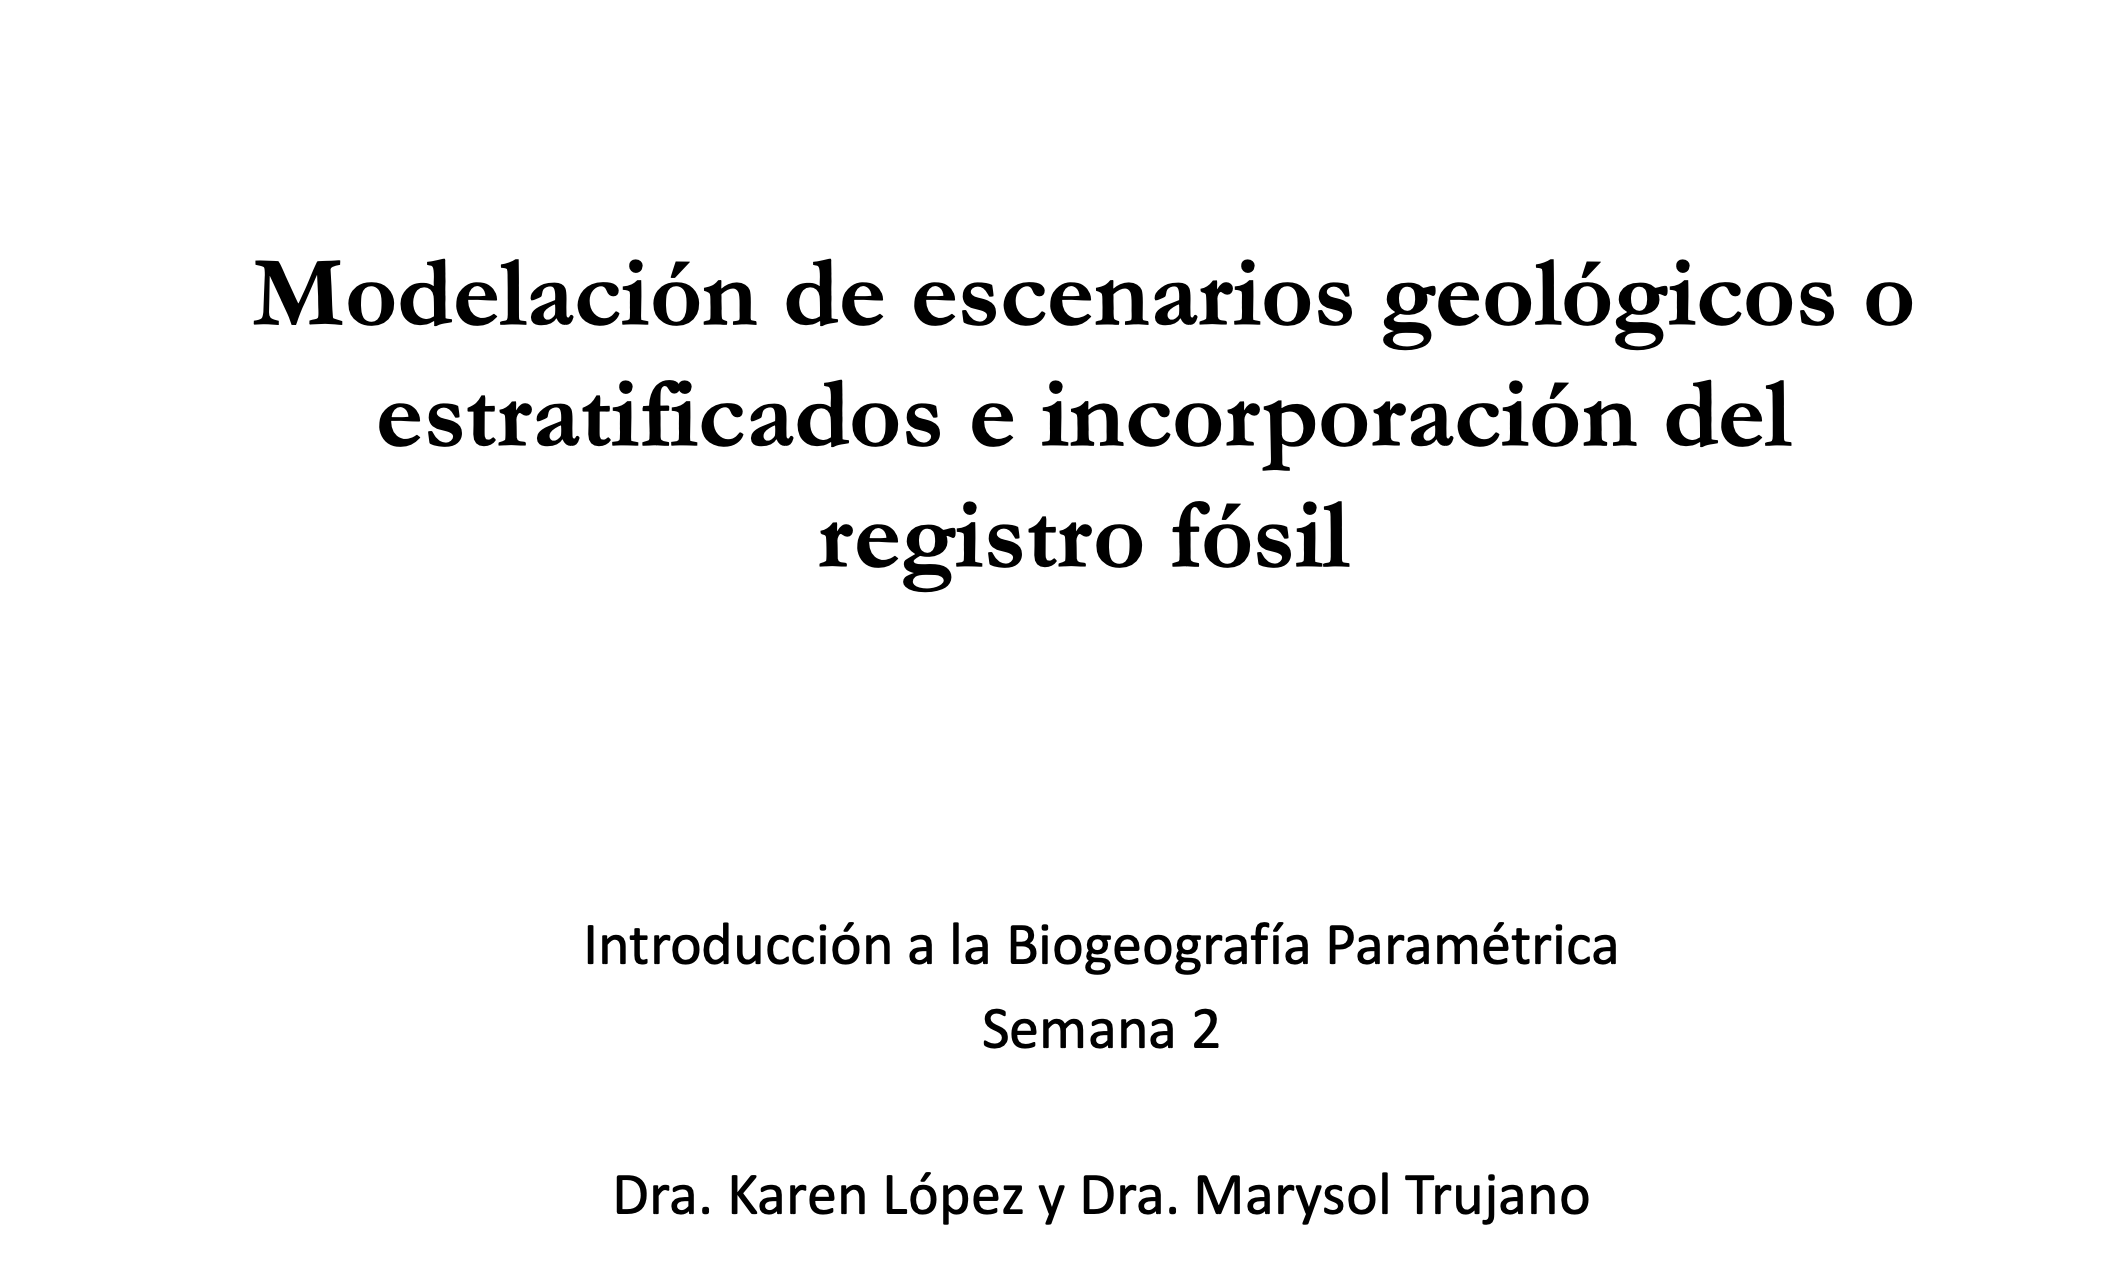 Modelación de escenarios geológicos o
estratificados e incorporación del
registro fósil
Introducción a la Biogeografía Paramétrica
Semana 2
Dra. Karen López y Dra. Marysol Trujano